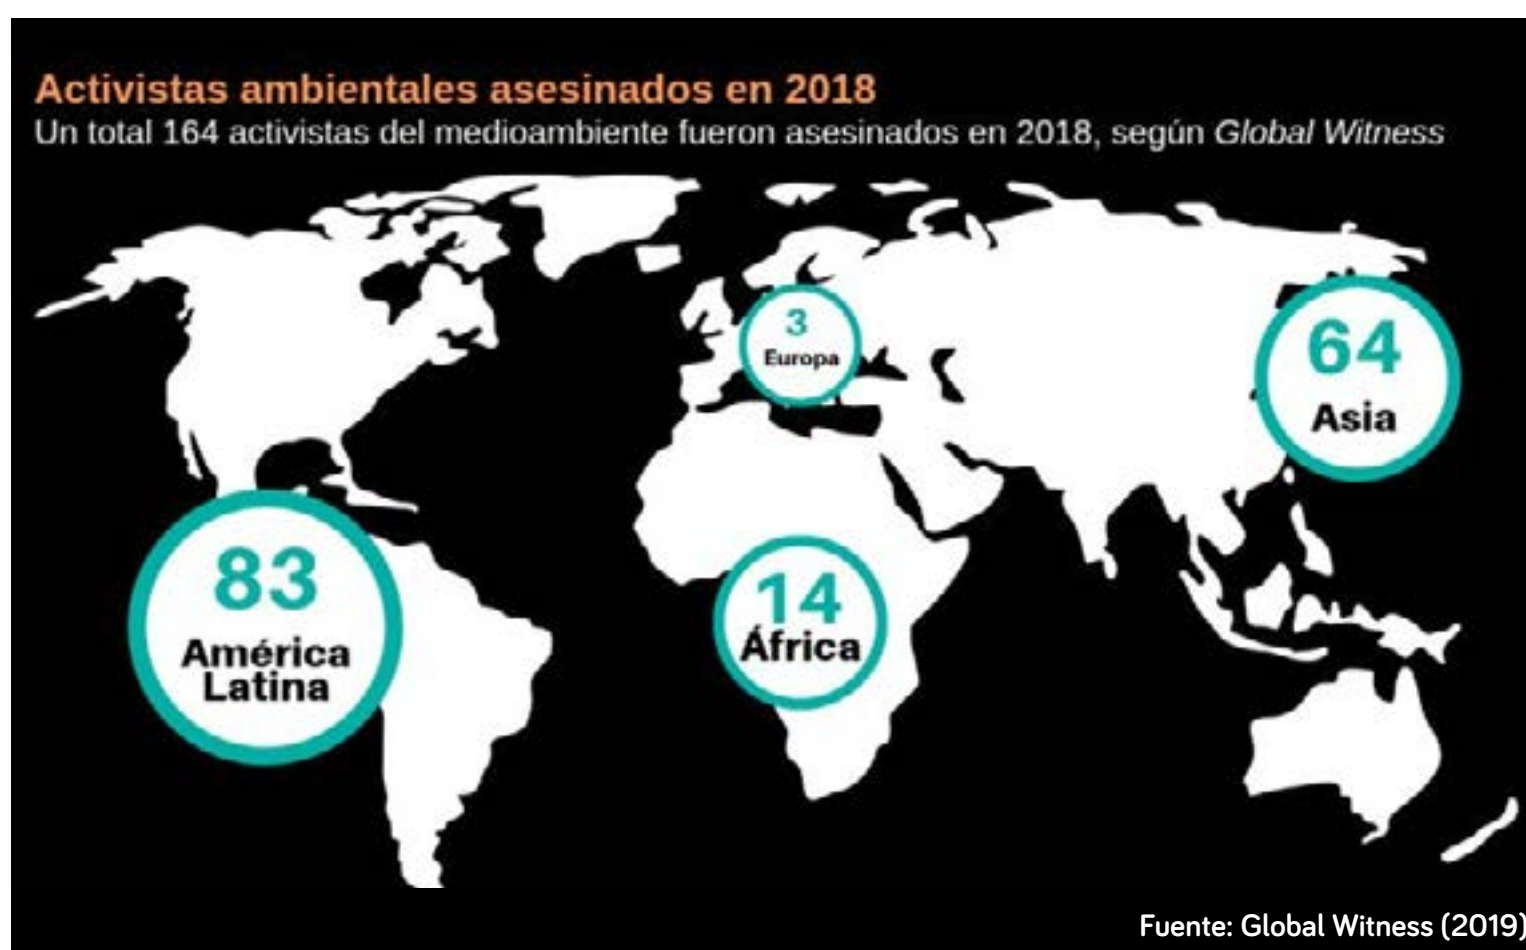 Activistas ambientales asesinados en 2018
Un total 164 activistas del medioambiente fueron asesinados en 2018, según Global Witness
3
Europa
64
Asia
83
América
Latina
14
África
Fuente: Global Witness (2019)